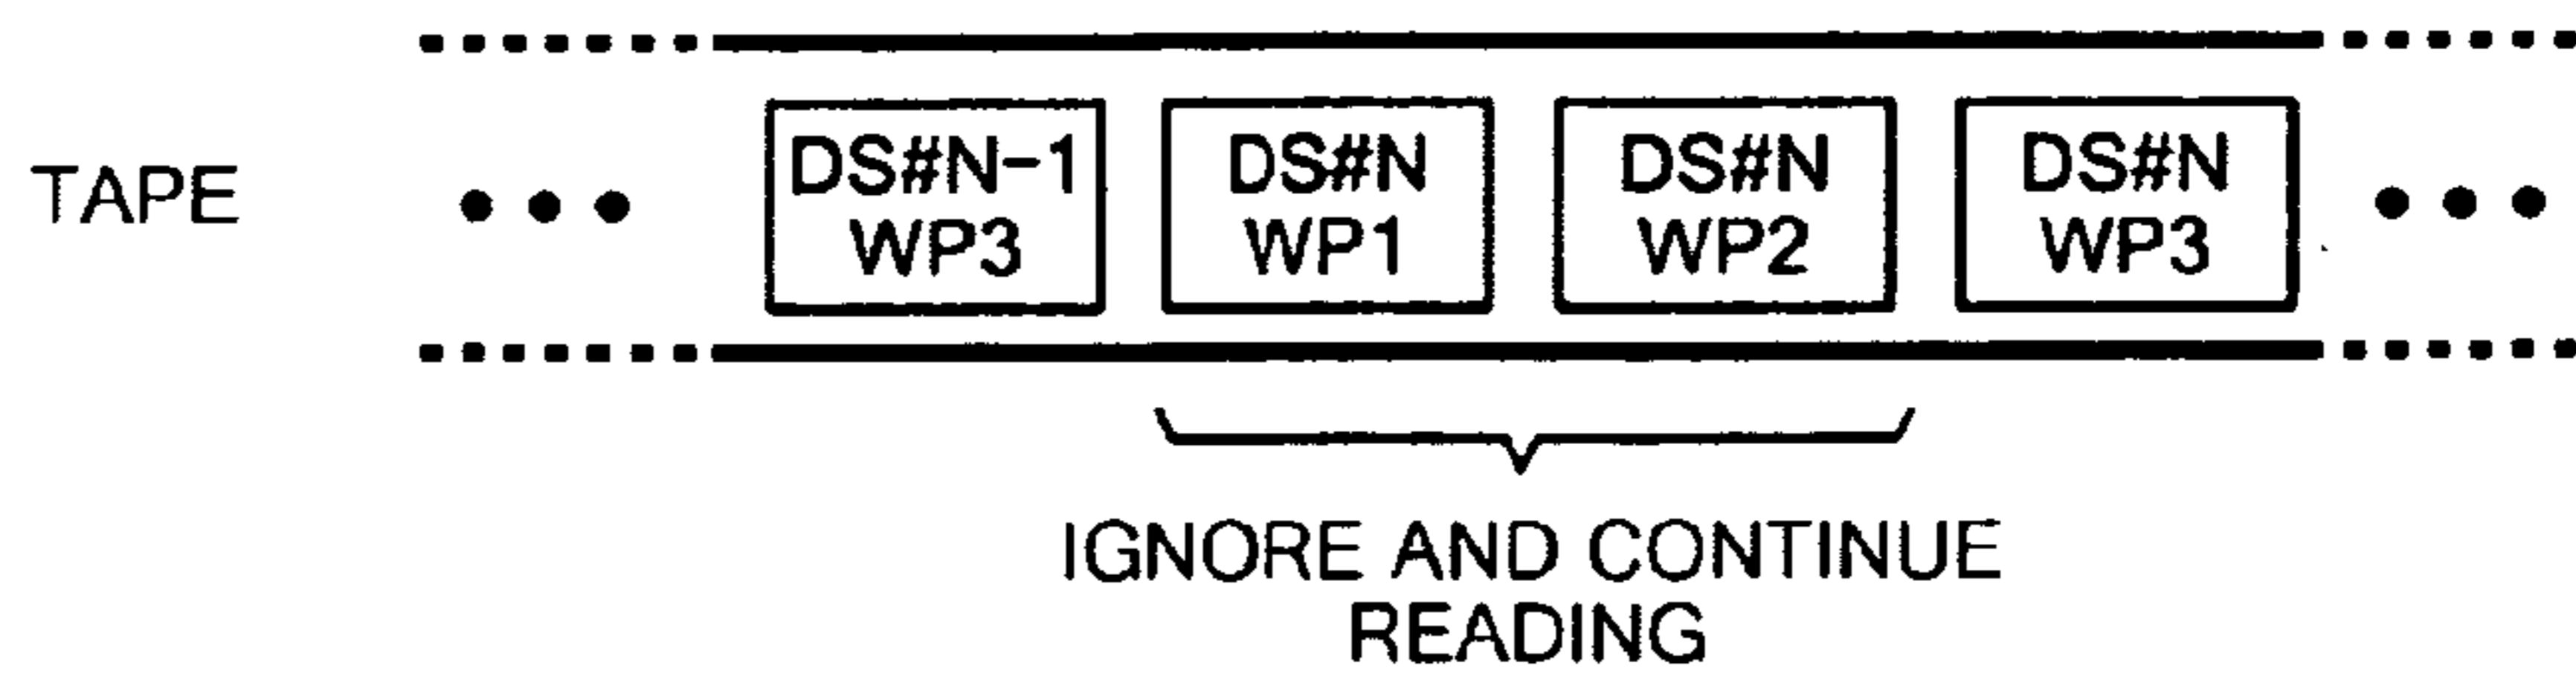 TAPE
DS#N-1
WP3
DS#N
WP1
DS#N
WP2
DS#N
WP3
IGNORE AND CONTINUE
READING